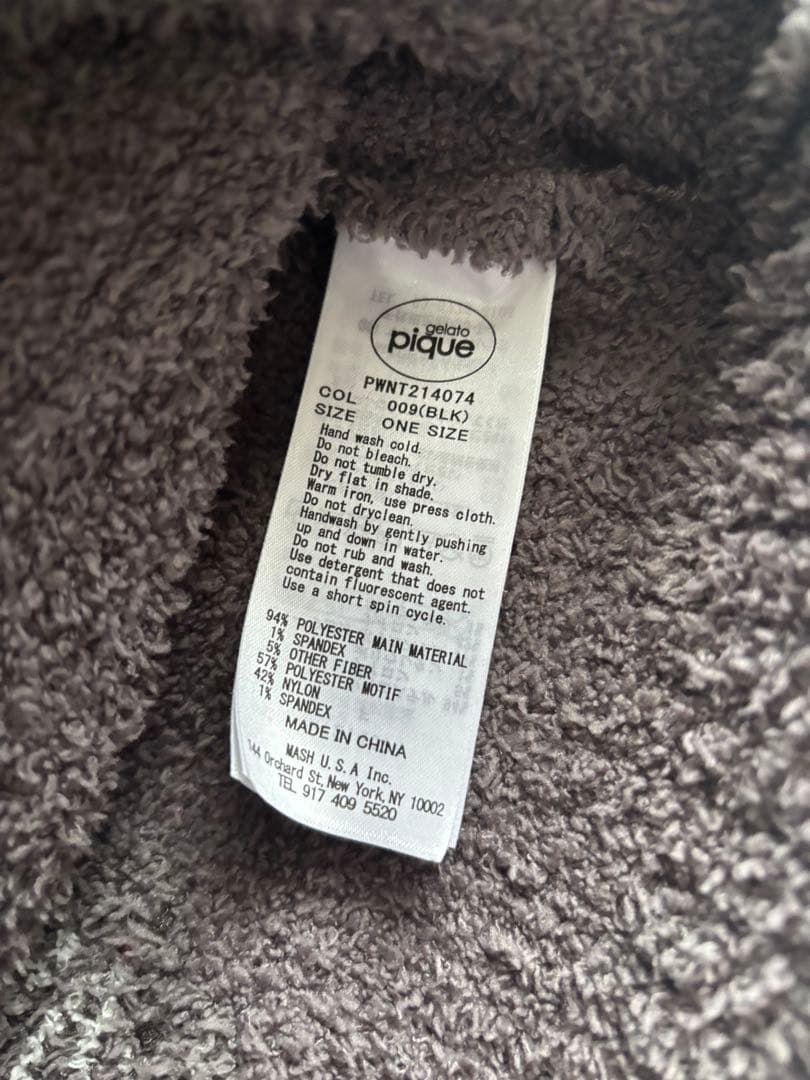 gelato
pique
PWNT214074
COL 009(BLK)
SIZE ONE SIZE
Hand wash cold.
Do not bleach.
Do not tumble dry.
Dry flat in shade.
Warm iron, use press cloth.
Do not dryclean.
Handwash by gently pushing
up and down in water.
Do not rub and wash.
Use detergent that does not
contain fluorescent agent.
Use a short spin cycle.
94% POLYESTER MAIN MATERIAL
1% SPANDEX
5% OTHER FIBER
57% POLYESTER MOTIF
42% NYLON
1% SPANDEX
MADE IN CHINA
MASH U.S.A Inc.
144 Orchard St, New York, NY 10002
TEL 917 409 5520